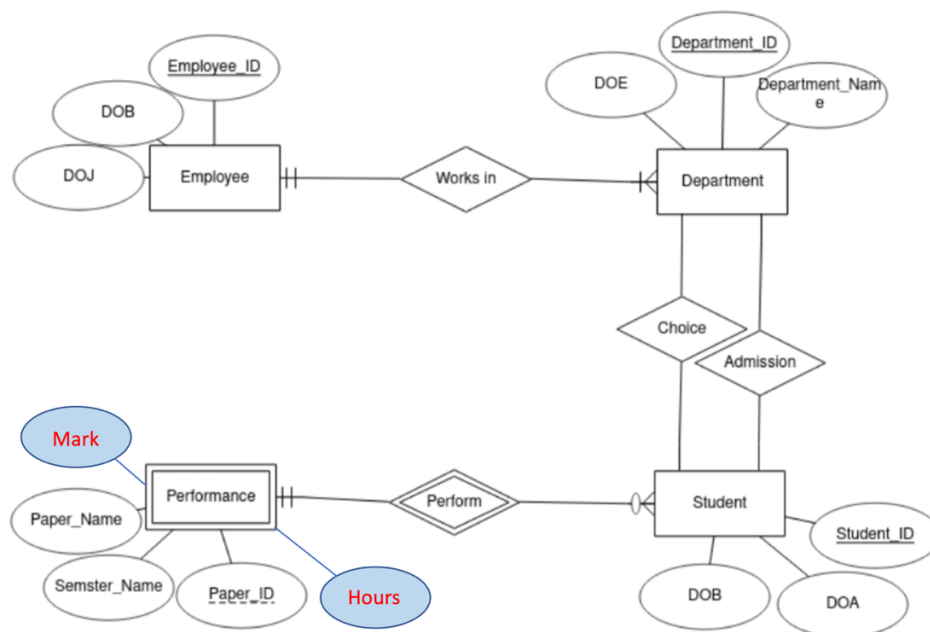 Employee_ID
Department_ID
DOE
Department_Nam
e
DOB
DOJ
Employee
Works in
Department
Choice
Admission
Mark
Performance
Perform
Student
Paper_Name
Student_ID
Semster_Name
Paper_ID
Hours
DOB
DOA